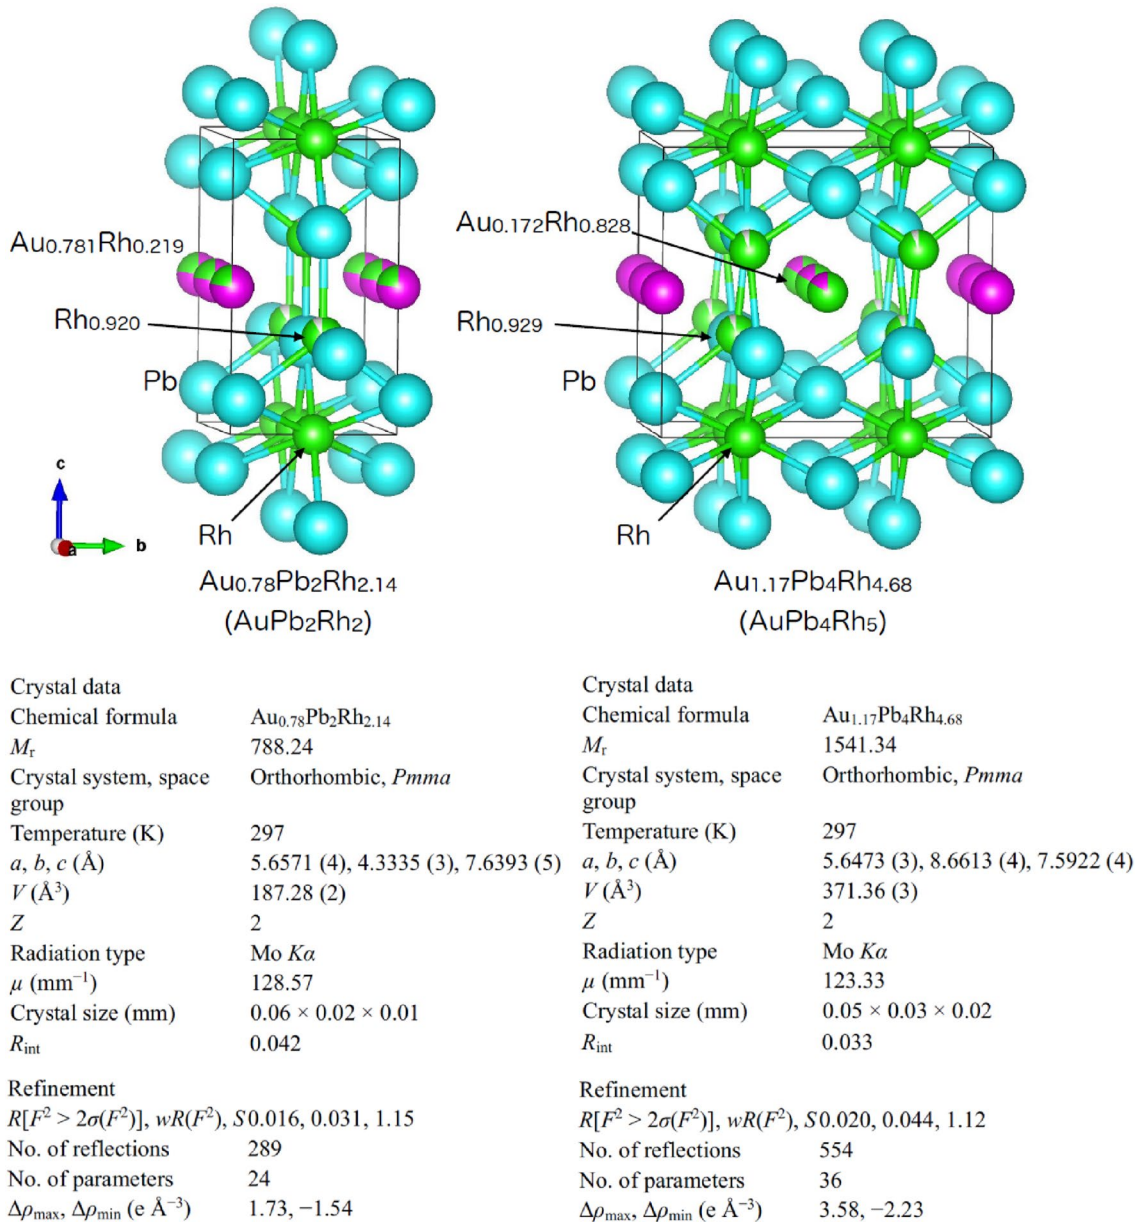 Au0.781Rh0.219
Rh0.920
Pb
c
a
b
Rh
Au0.78Pb2Rh2.14
(AuPb2Rh2)
Au0.172Rh0.828
Rh0.929
Pb
Rh
Au1.17Pb4Rh4.68
(AuPb4Rh5)
Crystal data
Chemical formula Au0.78Pb2Rh2.14
Mr 788.24
Crystal system, space Orthorhombic, Pmma
group
Temperature (K) 297
a, b, c (Å) 5.6571 (4), 4.3335 (3), 7.6393 (5)
V (Å³) 187.28 (2)
Z 2
Radiation type Mo Kα
μ (mm⁻¹) 128.57
Crystal size (mm) 0.06 × 0.02 × 0.01
Rint 0.042
Refinement
R[F² > 2σ(F²)], wR(F²), S 0.016, 0.031, 1.15
No. of reflections 289
No. of parameters 24
Δρmax, Δρmin (e Å⁻³) 1.73, −1.54
Crystal data
Chemical formula Au1.17Pb4Rh4.68
Mr 1541.34
Crystal system, space Orthorhombic, Pmma
group
Temperature (K) 297
a, b, c (Å) 5.6473 (3), 8.6613 (4), 7.5922 (4)
V (Å³) 371.36 (3)
Z 2
Radiation type Mo Kα
μ (mm⁻¹) 123.33
Crystal size (mm) 0.05 × 0.03 × 0.02
Rint 0.033
Refinement
R[F² > 2σ(F²)], wR(F²), S 0.020, 0.044, 1.12
No. of reflections 554
No. of parameters 36
Δρmax, Δρmin (e Å⁻³) 3.58, −2.23